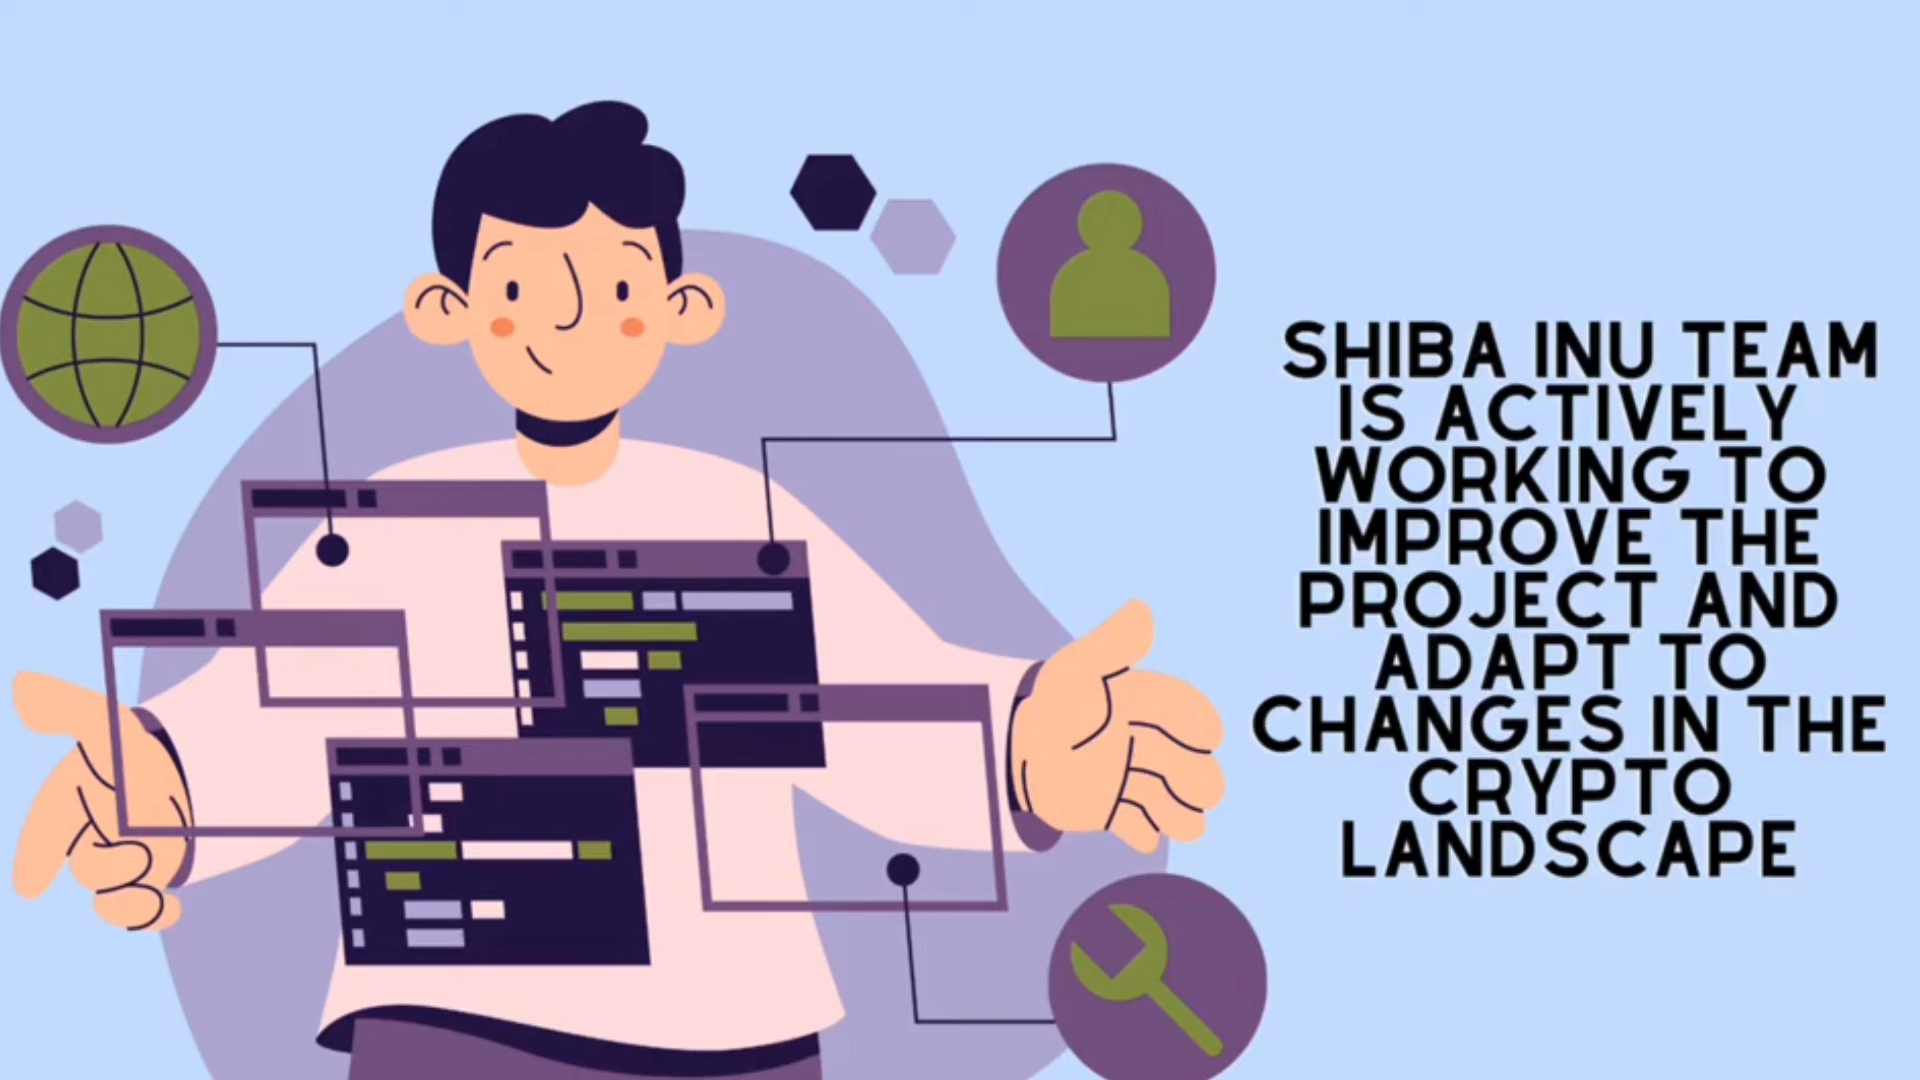 SHIBA INU TEAM
IS ACTIVELY
WORKING TO
IMPROVE THE
PROJECT AND
ADAPT TO
CHANGES IN THE
CRYPTO
LANDSCAPE